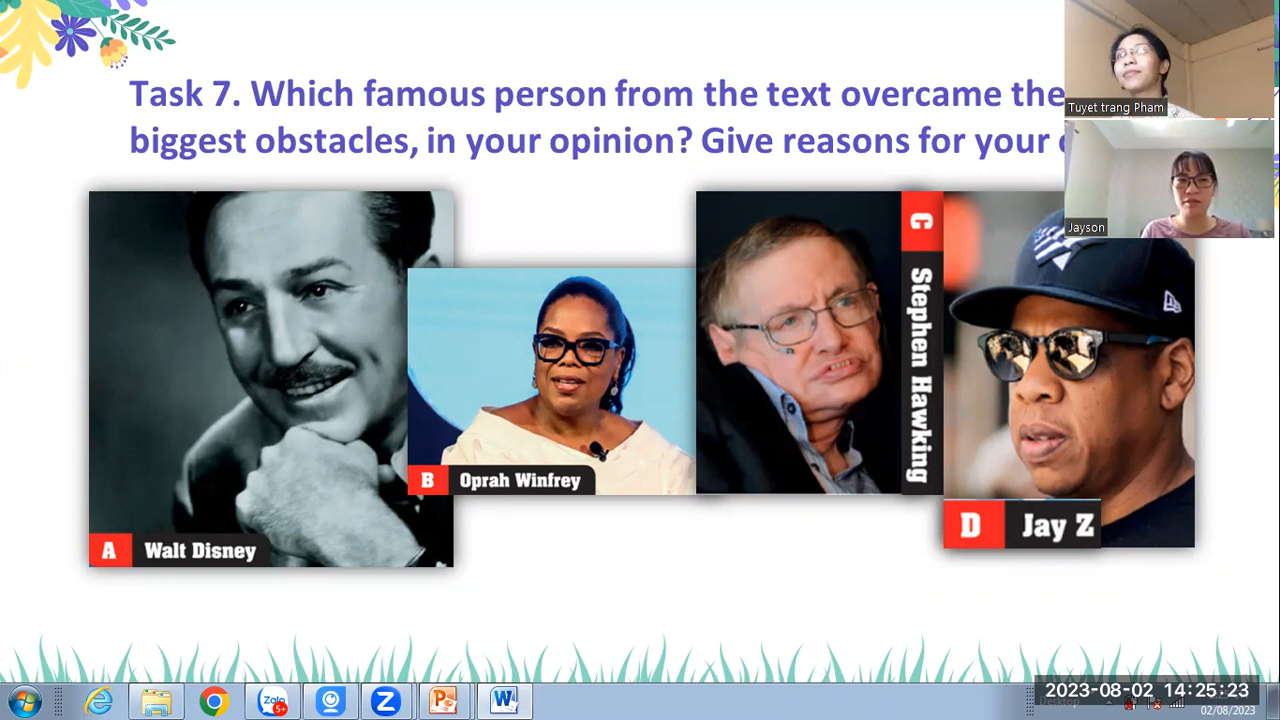 Task 7. Which famous person from the text overcame the
biggest obstacles, in your opinion? Give reasons for your
Tuyet trang Pham
Jayson
A Walt Disney
B Oprah Winfrey
C Stephen Hawking
D Jay Z
Zalo
5+
2023-08-02 14:25:23
02/08/2023